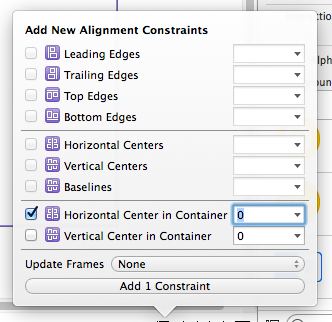 Add New Alignment Constraints
Leading Edges
Trailing Edges
Top Edges
Bottom Edges
Horizontal Centers
Vertical Centers
Baselines
Horizontal Center in Container 0
Vertical Center in Container 0
Update Frames None
Add 1 Constraint